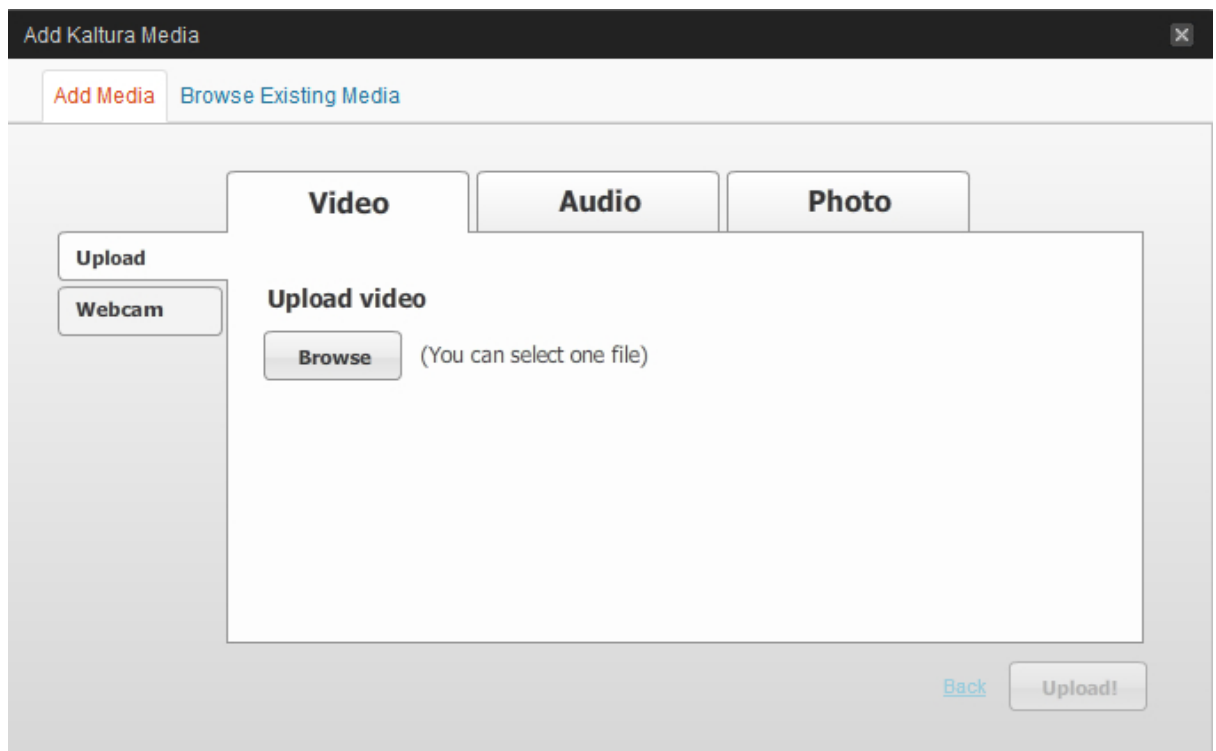 Add Kaltura Media
Add Media Browse Existing Media
Video Audio Photo
Upload
Webcam
Upload video
Browse (You can select one file)
Back Upload!